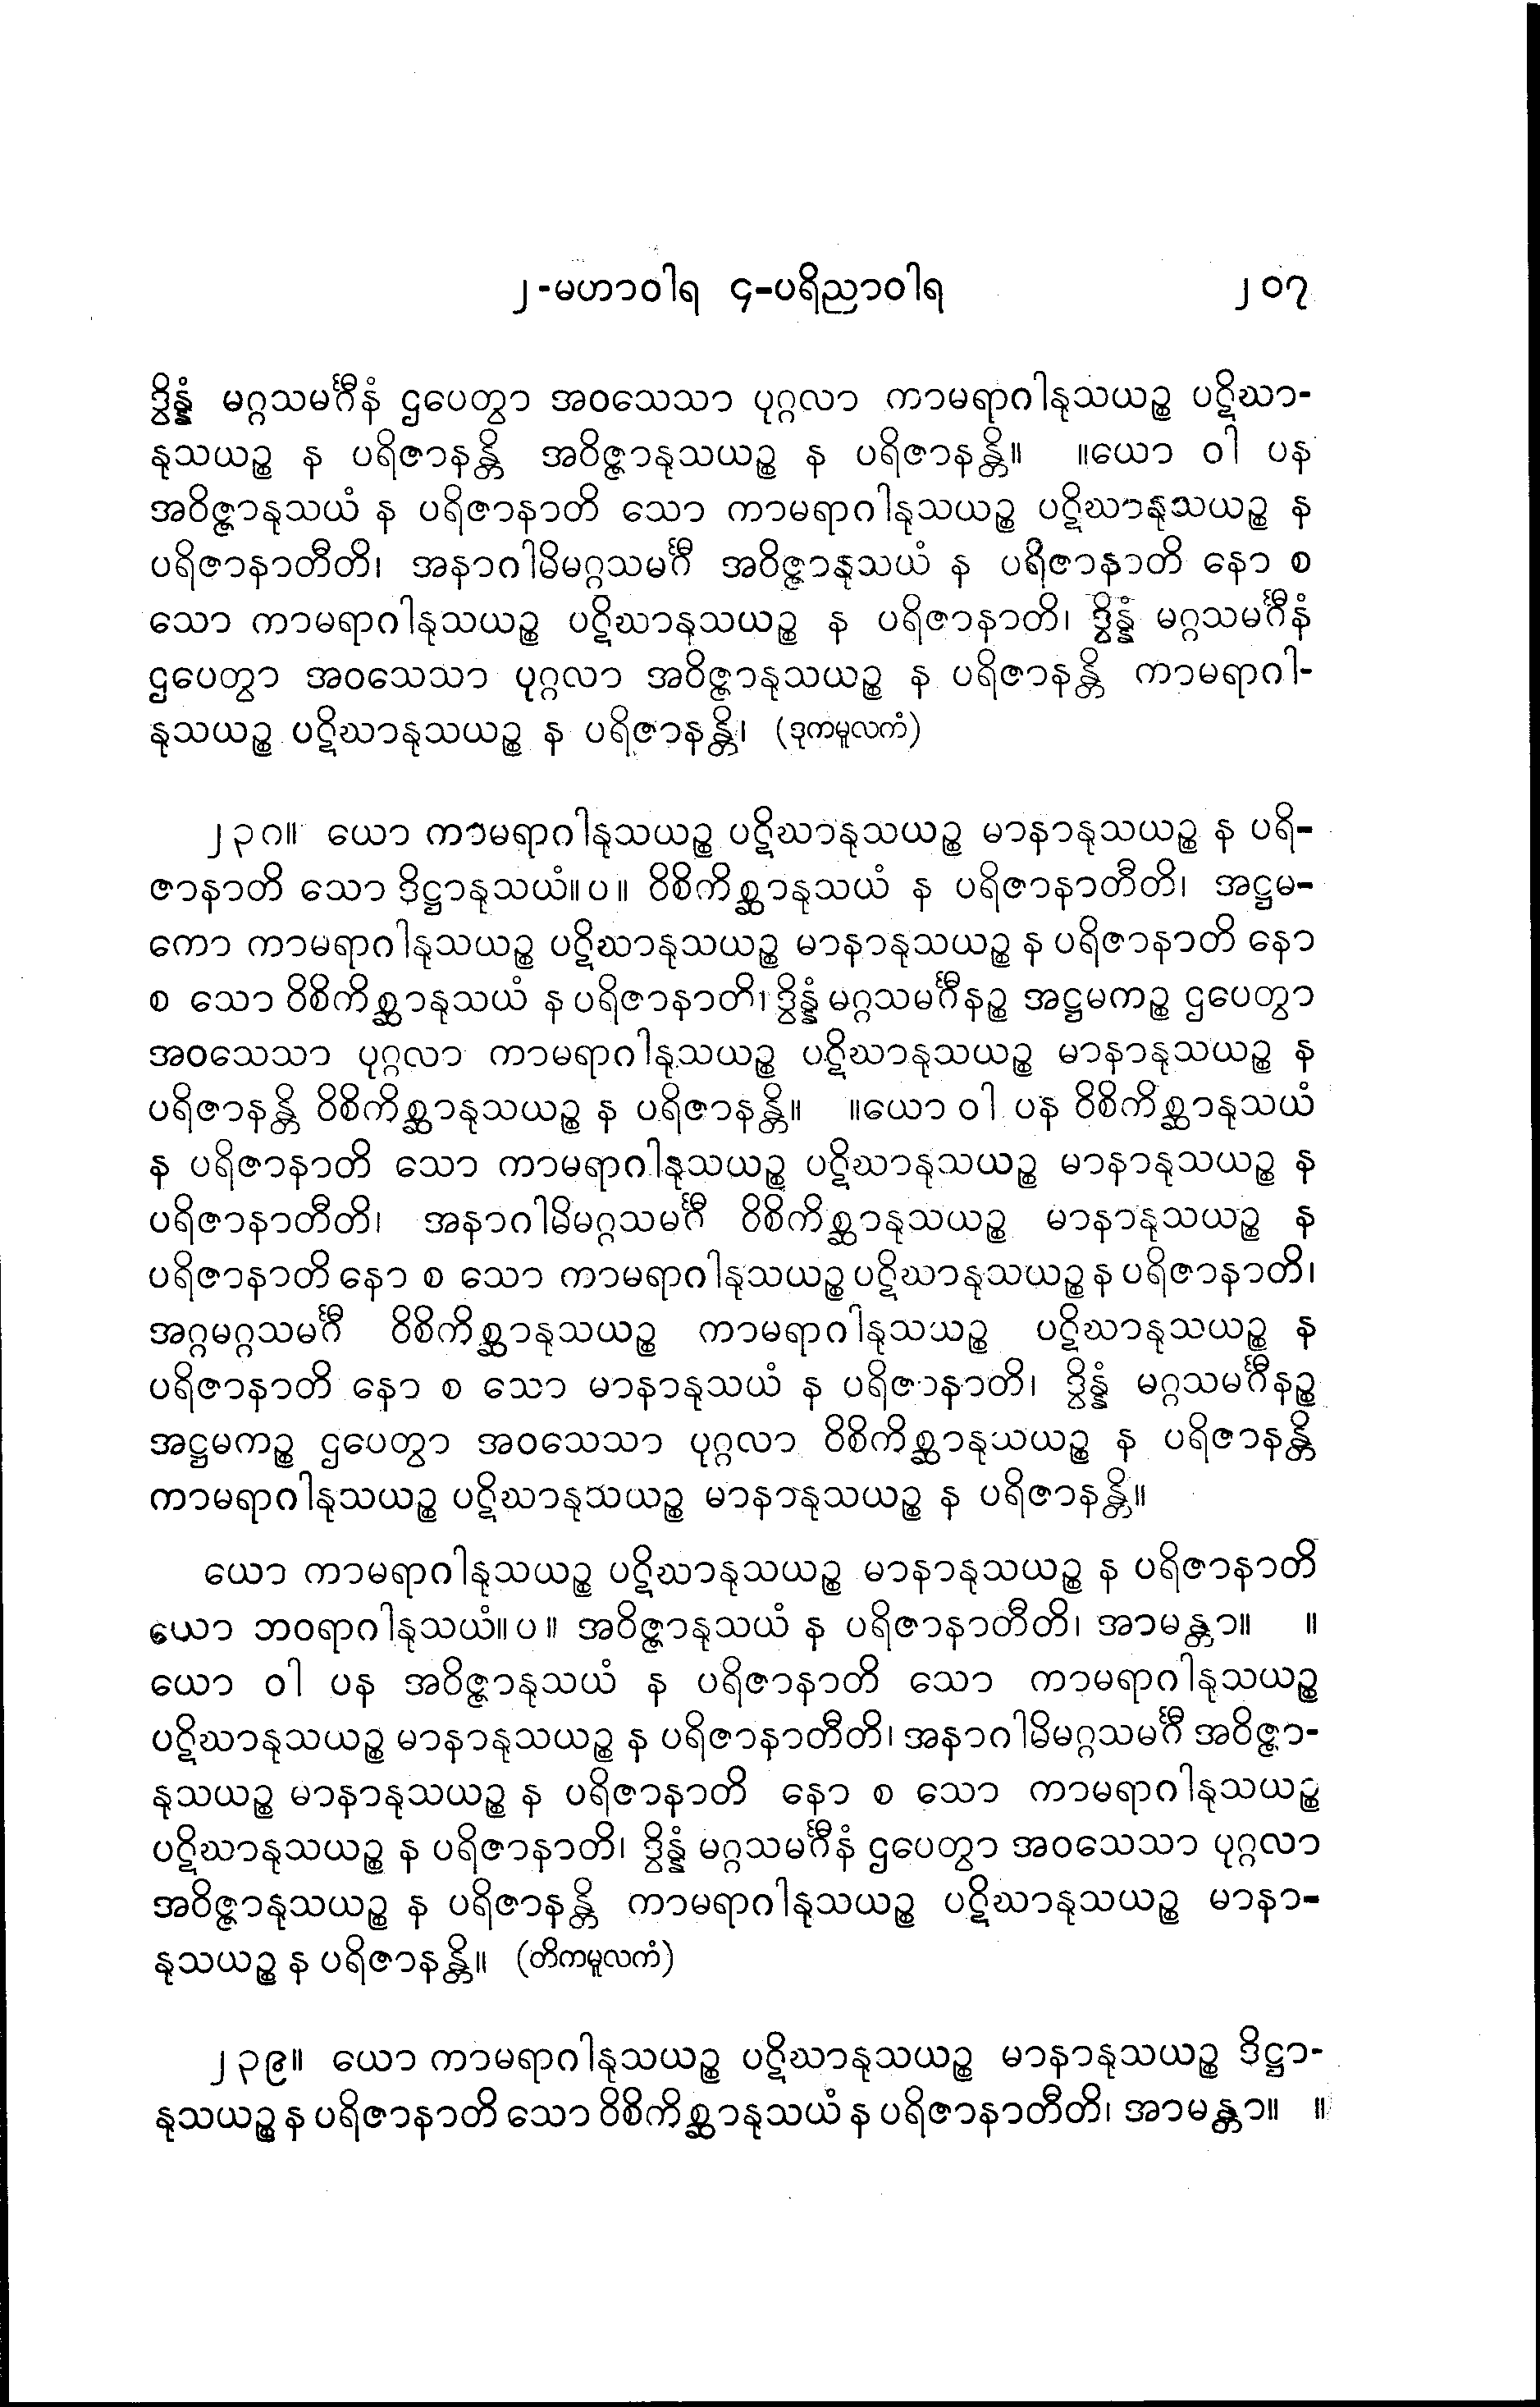 ၂-မဟာဝါရ ၄-ပရိညာဝါရ ၂၀၇
ဒွိန္နံ မဂ္ဂသမင်္ဂီနံ ဌပေတွာ အဝသေသာ ပုဂ္ဂလာ ကာမရာဂါနုသယဉ္စ ပဋိဃာ-
နုသယဉ္စ န ပရိဇာနန္တိ အဝိဇ္ဇာနုသယဉ္စ န ပရိဇာနန္တိ။ ။ယော ဝါ ပန
အဝိဇ္ဇာနုသယံ န ပရိဇာနာတိ သော ကာမရာဂါနုသယဉ္စ ပဋိဃာနုသယဉ္စ န
ပရိဇာနာတီတိ၊ အနာဂါမိမဂ္ဂသမင်္ဂီ အဝိဇ္ဇာနုသယံ န ပရိဇာနာတိ နော စ
သော ကာမရာဂါနုသယဉ္စ ပဋိဃာနုသယဉ္စ န ပရိဇာနာတိ၊ ဒွိန္နံ မဂ္ဂသမင်္ဂီနံ
ဌပေတွာ အဝသေသာ ပုဂ္ဂလာ အဝိဇ္ဇာနုသယဉ္စ န ပရိဇာနန္တိ ကာမရာဂါ-
နုသယဉ္စ ပဋိဃာနုသယဉ္စ န ပရိဇာနန္တိ၊ (ဒုကမူလကံ)
၂၃၈။ ယော ကာမရာဂါနုသယဉ္စ ပဋိဃာနုသယဉ္စ မာနာနုသယဉ္စ န ပရိ-
ဇာနာတိ သော ဒိဋ္ဌာနုသယံ။ပ။ ဝိစိကိစ္ဆာနုသယံ န ပရိဇာနာတီတိ၊ အဋ္ဌမ-
ကော ကာမရာဂါနုသယဉ္စ ပဋိဃာနုသယဉ္စ မာနာနုသယဉ္စ န ပရိဇာနာတိ နော
စ သော ဝိစိကိစ္ဆာနုသယံ န ပရိဇာနာတိ၊ ဒွိန္နံ မဂ္ဂသမင်္ဂီနဉ္စ အဋ္ဌမကဉ္စ ဌပေတွာ
အဝသေသာ ပုဂ္ဂလာ ကာမရာဂါနုသယဉ္စ ပဋိဃာနုသယဉ္စ မာနာနုသယဉ္စ န
ပရိဇာနန္တိ ဝိစိကိစ္ဆာနုသယဉ္စ န ပရိဇာနန္တိ။ ။ယော ဝါ ပန ဝိစိကိစ္ဆာနုသယံ
န ပရိဇာနာတိ သော ကာမရာဂါနုသယဉ္စ ပဋိဃာနုသယဉ္စ မာနာနုသယဉ္စ န
ပရိဇာနာတီတိ၊ အနာဂါမိမဂ္ဂသမင်္ဂီ ဝိစိကိစ္ဆာနုသယဉ္စ မာနာနုသယဉ္စ န
ပရိဇာနာတိ နော စ သော ကာမရာဂါနုသယဉ္စ ပဋိဃာနုသယဉ္စ န ပရိဇာနာတိ၊
အဂ္ဂမဂ္ဂသမင်္ဂီ ဝိစိကိစ္ဆာနုသယဉ္စ ကာမရာဂါနုသယဉ္စ ပဋိဃာနုသယဉ္စ န
ပရိဇာနာတိ နော စ သော မာနာနုသယံ န ပရိဇာနာတိ၊ ဒွိန္နံ မဂ္ဂသမင်္ဂီနဉ္စ
အဋ္ဌမကဉ္စ ဌပေတွာ အဝသေသာ ပုဂ္ဂလာ ဝိစိကိစ္ဆာနုသယဉ္စ န ပရိဇာနန္တိ
ကာမရာဂါနုသယဉ္စ ပဋိဃာနုသယဉ္စ မာနာနုသယဉ္စ န ပရိဇာနန္တိ။
ယော ကာမရာဂါနုသယဉ္စ ပဋိဃာနုသယဉ္စ မာနာနုသယဉ္စ န ပရိဇာနာတိ
ယော ဘဝရာဂါနုသယံ။ပ။ အဝိဇ္ဇာနုသယံ န ပရိဇာနာတီတိ၊ အာမန္တာ။ ။
ယော ဝါ ပန အဝိဇ္ဇာနုသယံ န ပရိဇာနာတိ သော ကာမရာဂါနုသယဉ္စ
ပဋိဃာနုသယဉ္စ မာနာနုသယဉ္စ န ပရိဇာနာတီတိ၊ အနာဂါမိမဂ္ဂသမင်္ဂီ အဝိဇ္ဇာ-
နုသယဉ္စ မာနာနုသယဉ္စ န ပရိဇာနာတိ နော စ သော ကာမရာဂါနုသယဉ္စ
ပဋိဃာနုသယဉ္စ န ပရိဇာနာတိ၊ ဒွိန္နံ မဂ္ဂသမင်္ဂီနံ ဌပေတွာ အဝသေသာ ပုဂ္ဂလာ
အဝိဇ္ဇာနုသယဉ္စ န ပရိဇာနန္တိ ကာမရာဂါနုသယဉ္စ ပဋိဃာနုသယဉ္စ မာနာ-
နုသယဉ္စ န ပရိဇာနန္တိ။ (တိကမူလကံ)
၂၃၉။ ယော ကာမရာဂါနုသယဉ္စ ပဋိဃာနုသယဉ္စ မာနာနုသယဉ္စ ဒိဋ္ဌာ-
နုသယဉ္စ န ပရိဇာနာတိ သော ဝိစိကိစ္ဆာနုသယံ န ပရိဇာနာတီတိ၊ အာမန္တာ။ ။